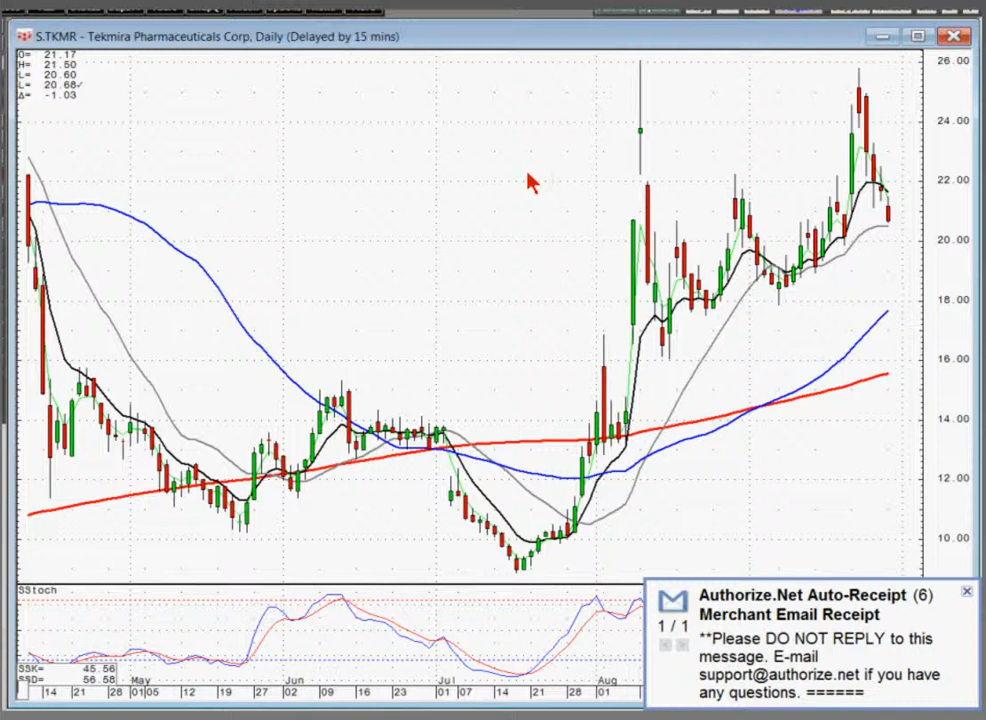 S.TKMR - Tekmira Pharmaceuticals Corp, Daily (Delayed by 15 mins)
O= 21.17
H= 21.50
L= 20.60
L= 20.68✓
Δ= -1.03
26.00
24.00
22.00
20.00
18.00
16.00
14.00
12.00
10.00
SStoch
SSK= 45.56
SSD= 56.58
May Jun Jul Aug
14 21 28 01 05 12 19 27 02 09 16 23 01 07 14 21 28 01
Authorize.Net Auto-Receipt (6)
Merchant Email Receipt
1 / 1
**Please DO NOT REPLY to this
message. E-mail
support@authorize.net if you have
any questions. ======